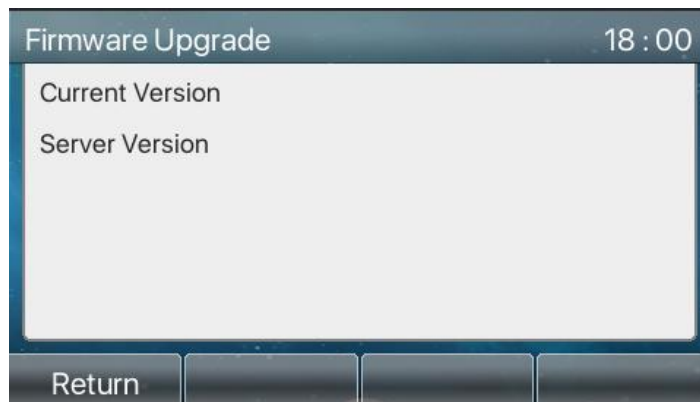 Firmware Upgrade 18 : 00
Current Version
Server Version
Return